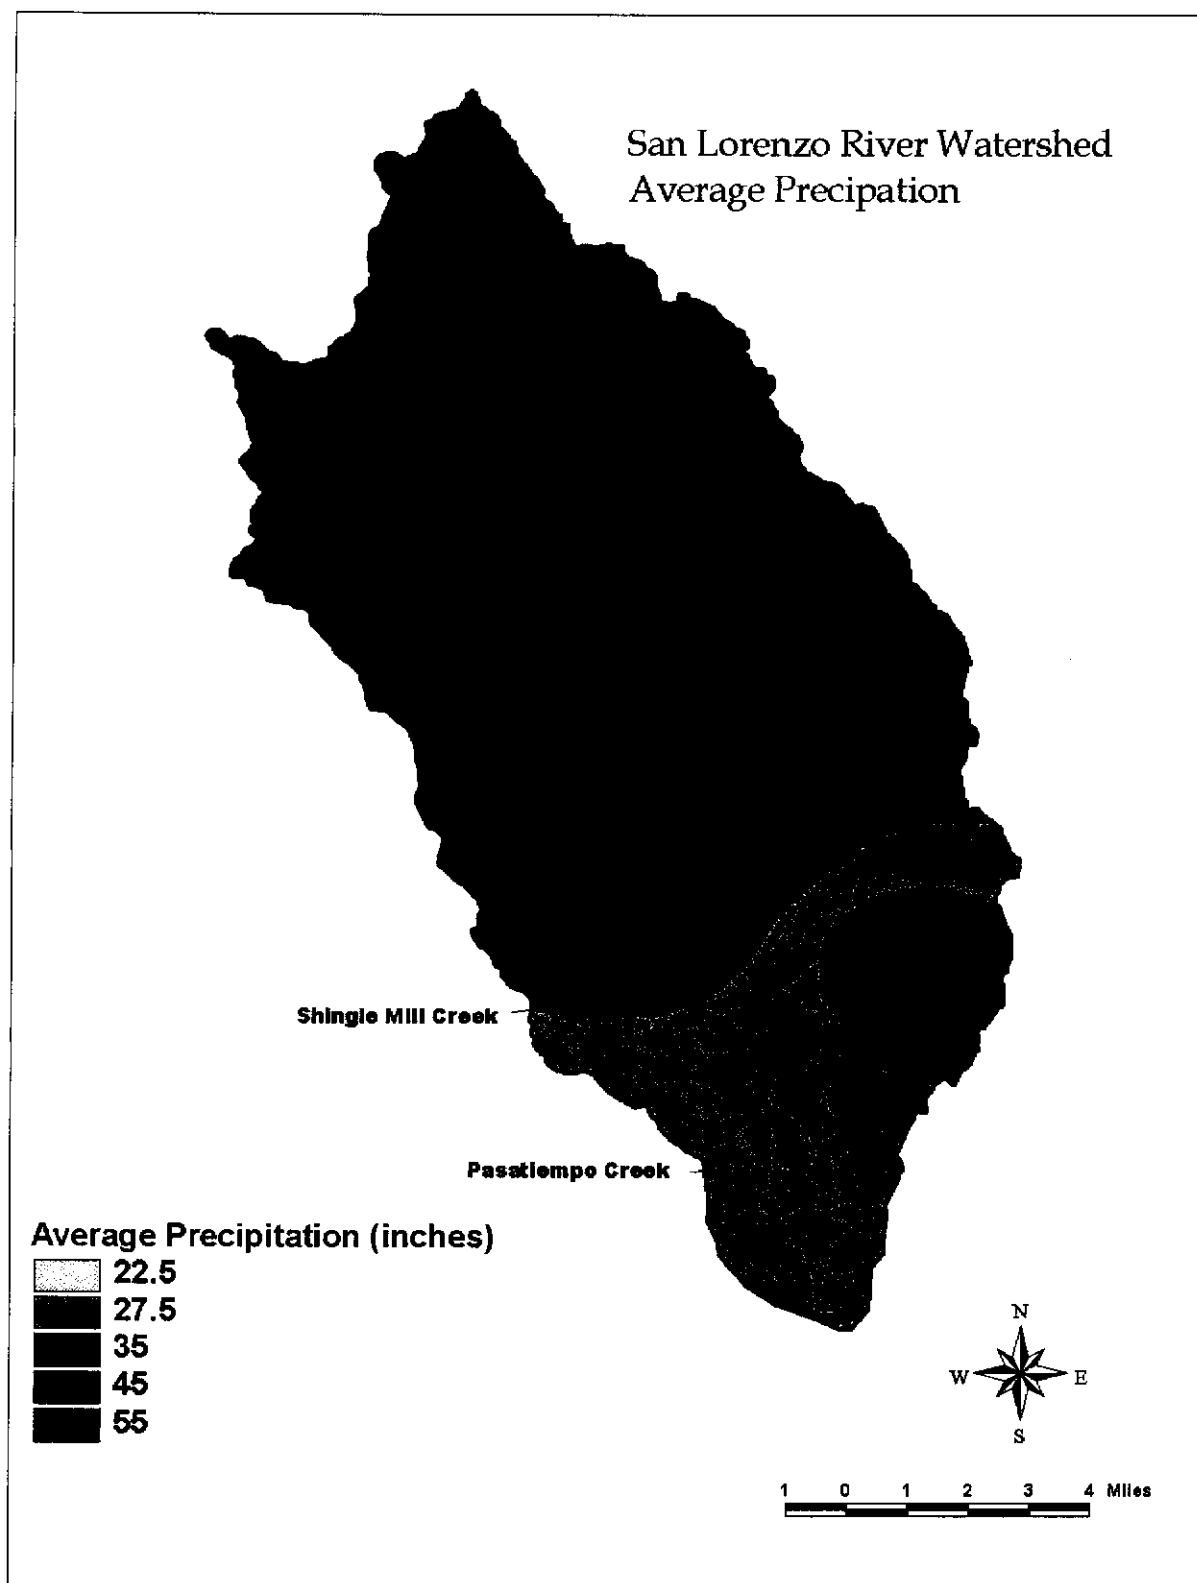 San Lorenzo River Watershed
Average Precipation
Shingle Mill Creek
Pasatiempo Creek
Average Precipitation (inches)
22.5
27.5
35
45
55
N
W E
S
1 0 1 2 3 4 Miles